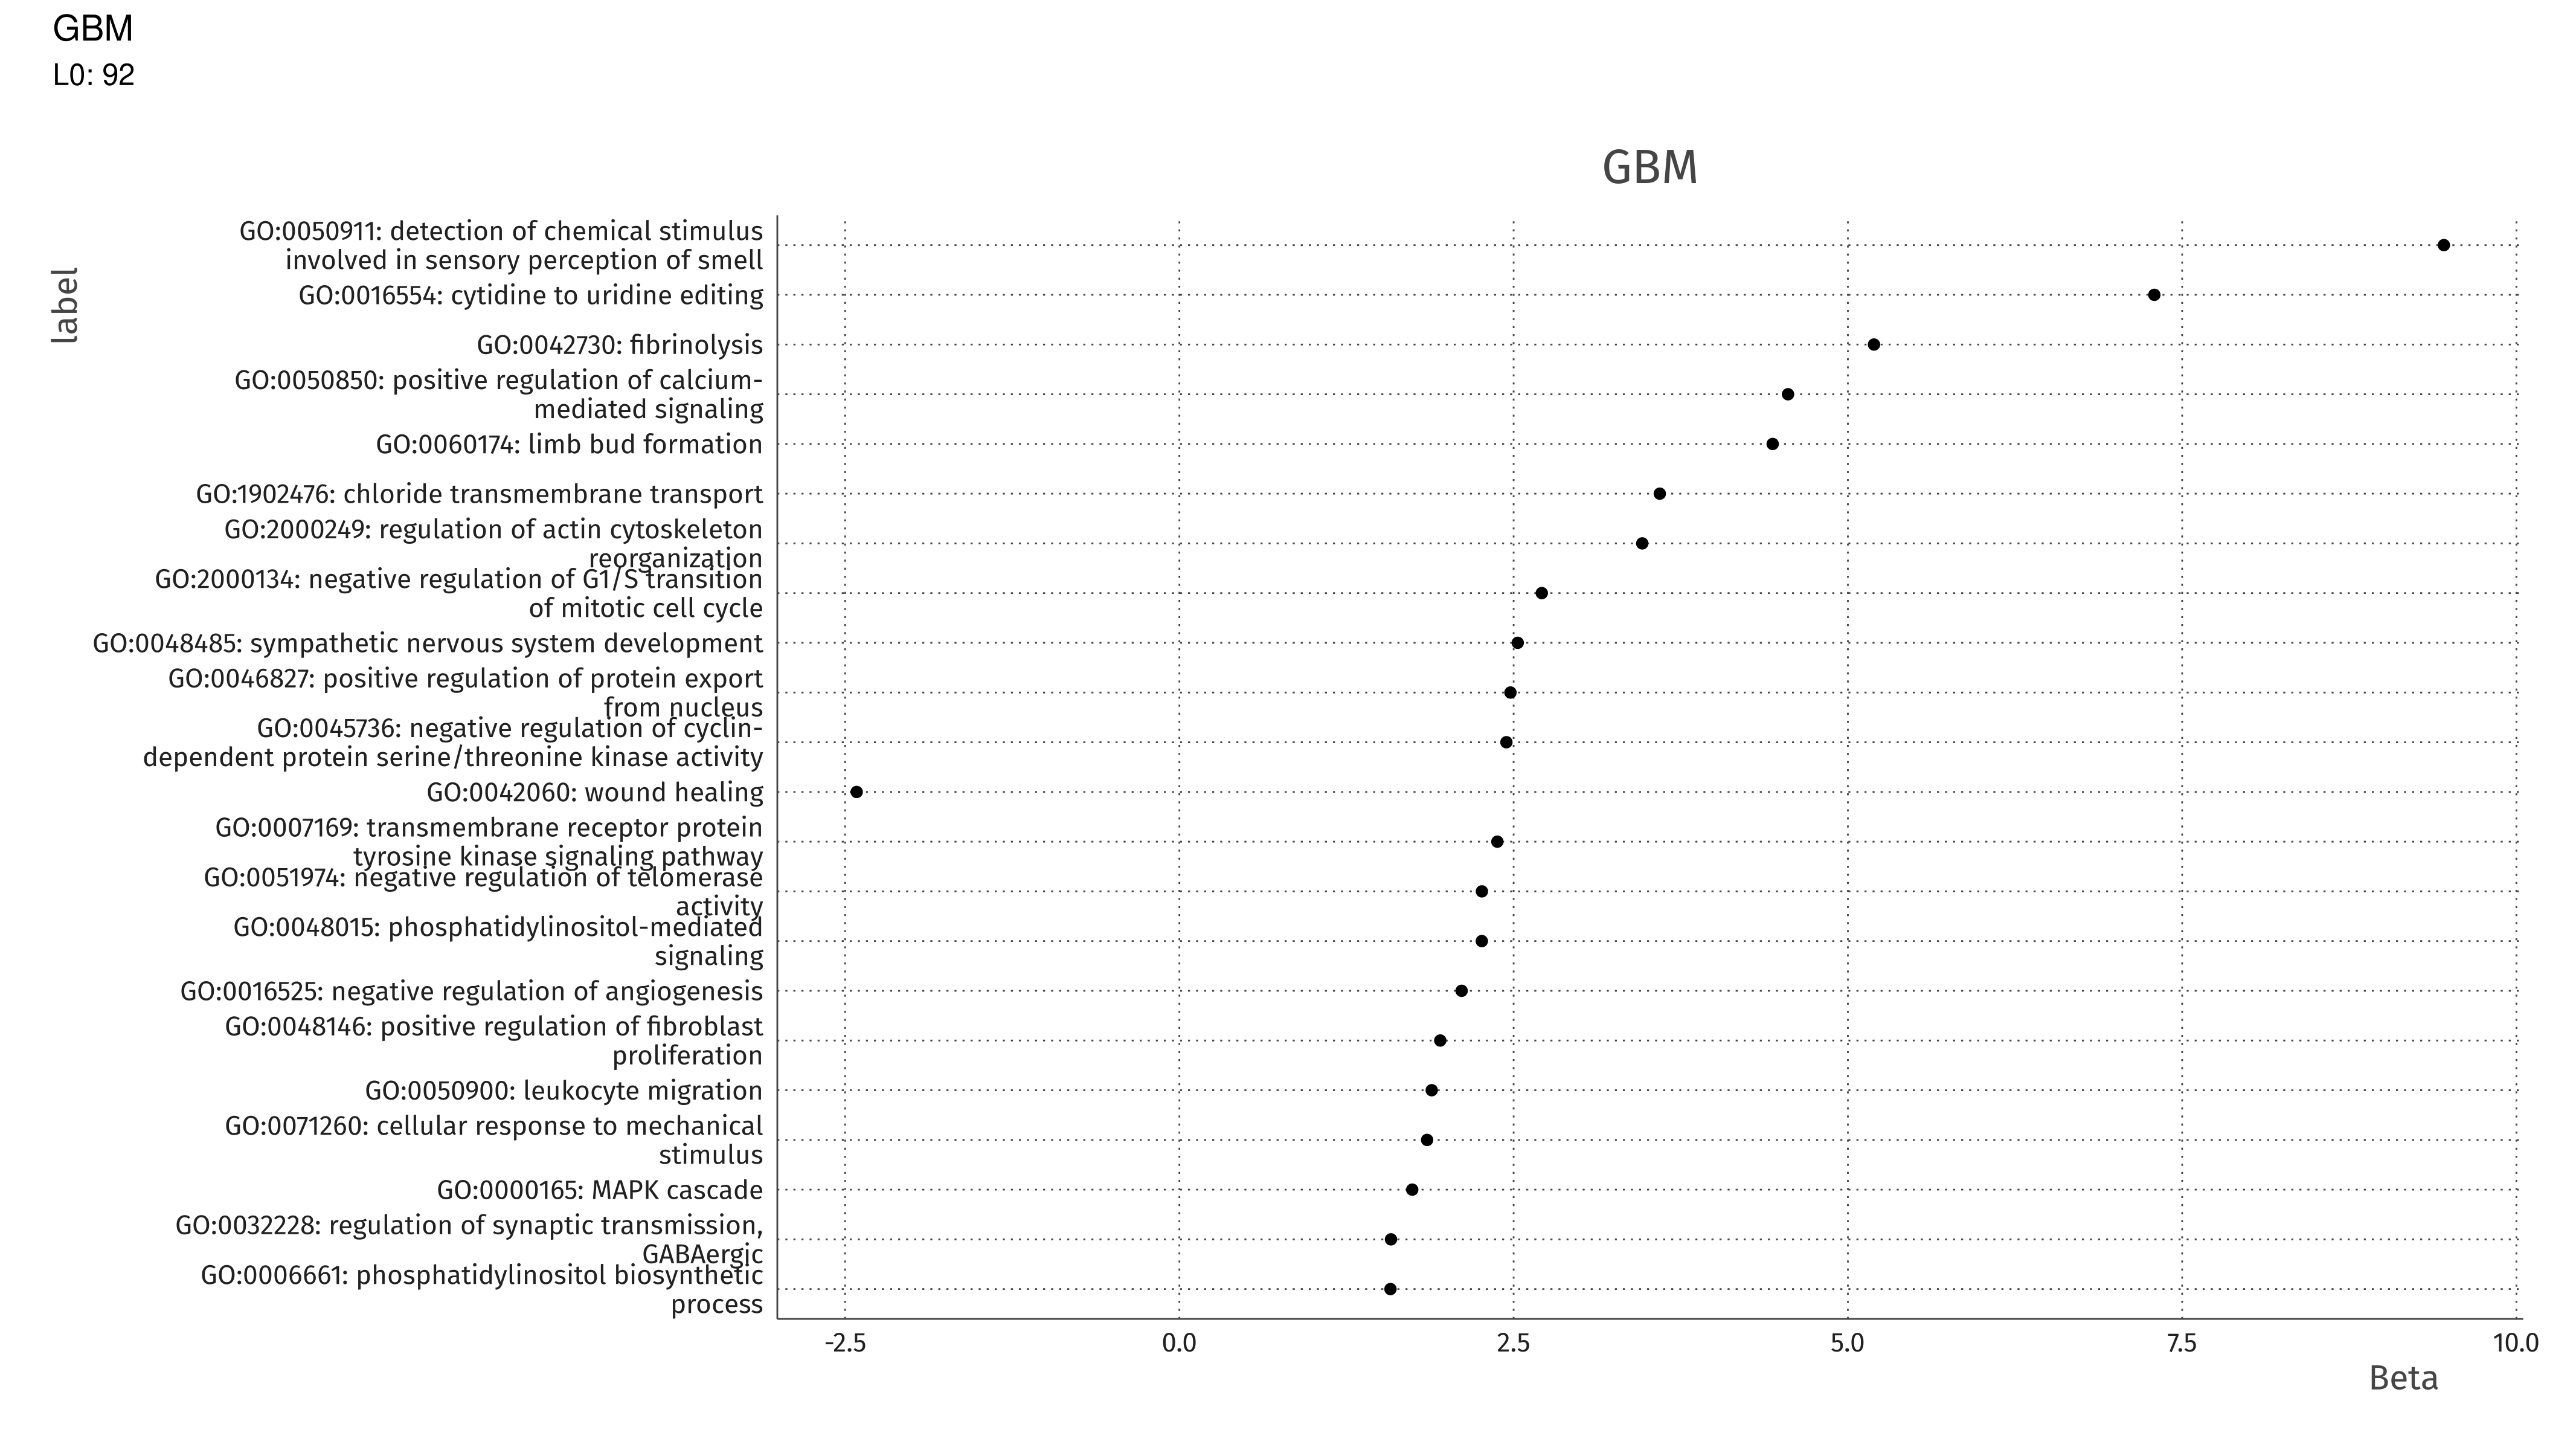 GBM
L0: 92
GBM
label
GO:0050911: detection of chemical stimulus
involved in sensory perception of smell
GO:0016554: cytidine to uridine editing
GO:0042730: fibrinolysis
GO:0050850: positive regulation of calcium-
mediated signaling
GO:0060174: limb bud formation
GO:1902476: chloride transmembrane transport
GO:2000249: regulation of actin cytoskeleton
reorganization
GO:2000134: negative regulation of G1/S transition
of mitotic cell cycle
GO:0048485: sympathetic nervous system development
GO:0046827: positive regulation of protein export
from nucleus
GO:0045736: negative regulation of cyclin-
dependent protein serine/threonine kinase activity
GO:0042060: wound healing
GO:0007169: transmembrane receptor protein
tyrosine kinase signaling pathway
GO:0051974: negative regulation of telomerase
activity
GO:0048015: phosphatidylinositol-mediated
signaling
GO:0016525: negative regulation of angiogenesis
GO:0048146: positive regulation of fibroblast
proliferation
GO:0050900: leukocyte migration
GO:0071260: cellular response to mechanical
stimulus
GO:0000165: MAPK cascade
GO:0032228: regulation of synaptic transmission,
GABAergic
GO:0006661: phosphatidylinositol biosynthetic
process
-2.5 0.0 2.5 5.0 7.5 10.0
Beta